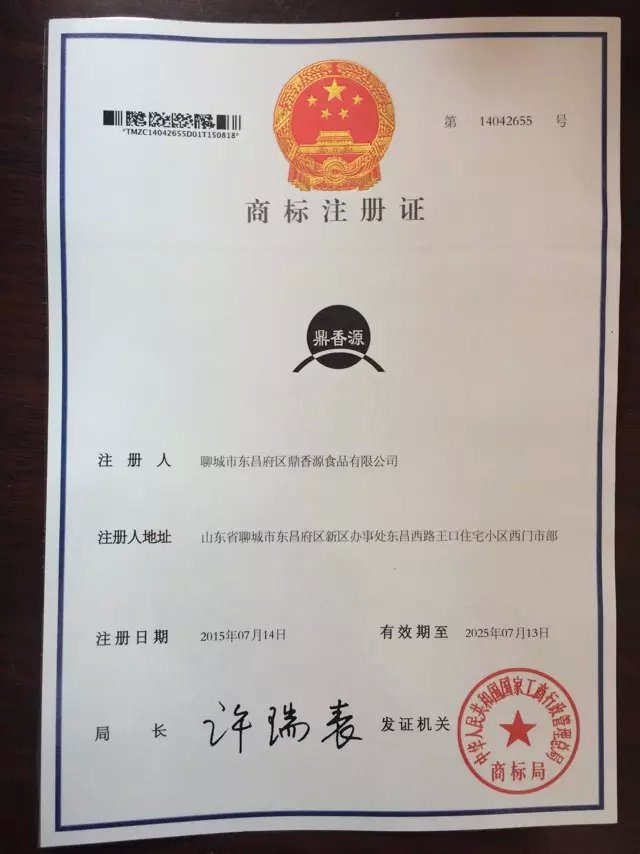 *TMZC14042655D01T150818*
第 14042655 号
商标注册证
鼎香源
注册人 聊城市东昌府区鼎香源食品有限公司
注册人地址 山东省聊城市东昌府区新区办事处东昌西路王口住宅小区西门市部
注册日期 2015年07月14日 有效期至 2025年07月13日
局长 许瑞表 发证机关
中华人民共和国国家工商行政管理总局
商标局